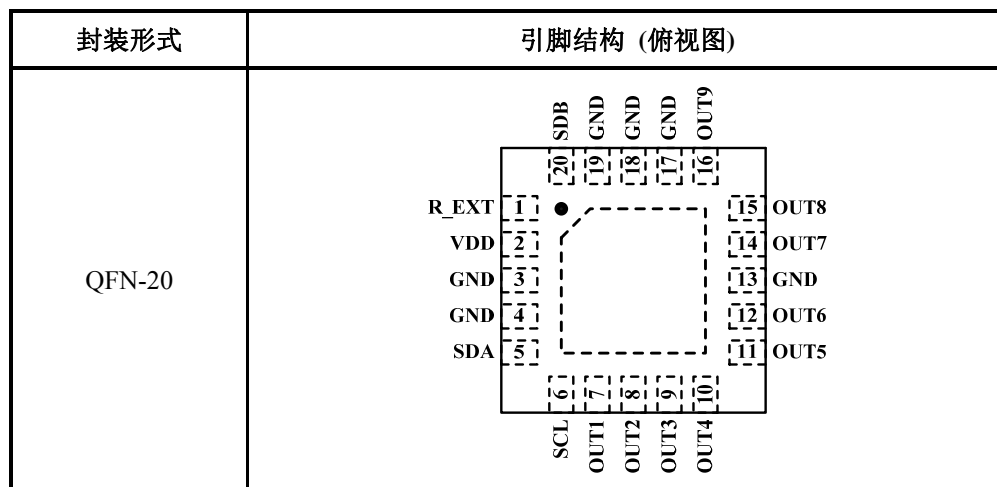 封装形式
引脚结构 (俯视图)
QFN-20
SDB GND GND GND OUT9
20 19 18 17 16
R_EXT 1
VDD 2
GND 3
GND 4
SDA 5
15 OUT8
14 OUT7
13 GND
12 OUT6
11 OUT5
6 7 8 9 10
SCL OUT1 OUT2 OUT3 OUT4